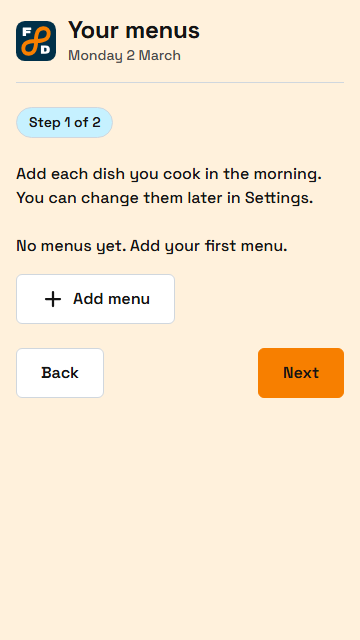 F D
Your menus
Monday 2 March
Step 1 of 2
Add each dish you cook in the morning.
You can change them later in Settings.
No menus yet. Add your first menu.
Add menu
Back
Next